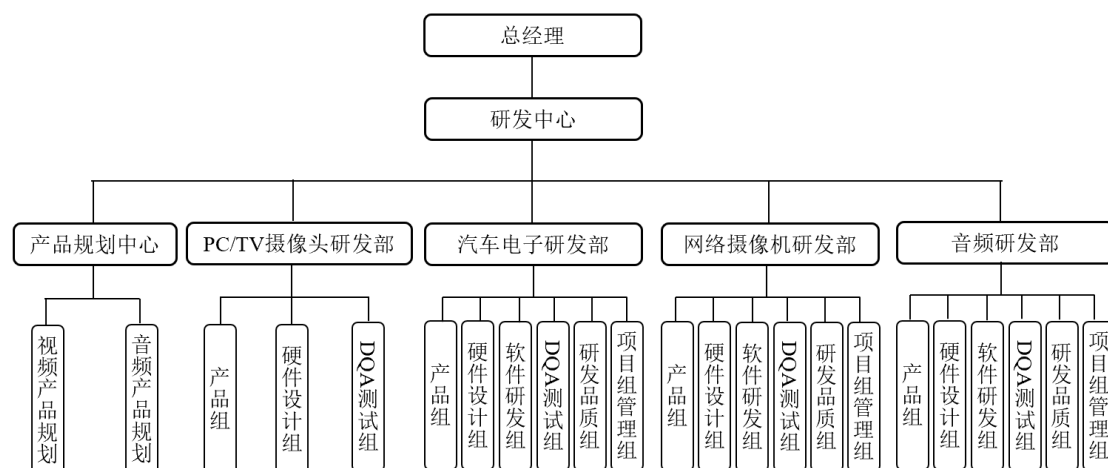 总经理
研发中心
产品规划中心
PC/TV摄像头研发部
汽车电子研发部
网络摄像机研发部
音频研发部
视频产品规划
音频产品规划
产品组
硬件设计组
DQA测试组
产品组
硬件设计组
软件研发组
DQA测试组
研发品质组
项目组管理组
产品组
硬件设计组
软件研发组
DQA测试组
研发品质组
项目组管理组
产品组
硬件设计组
软件研发组
DQA测试组
研发品质组
项目组管理组